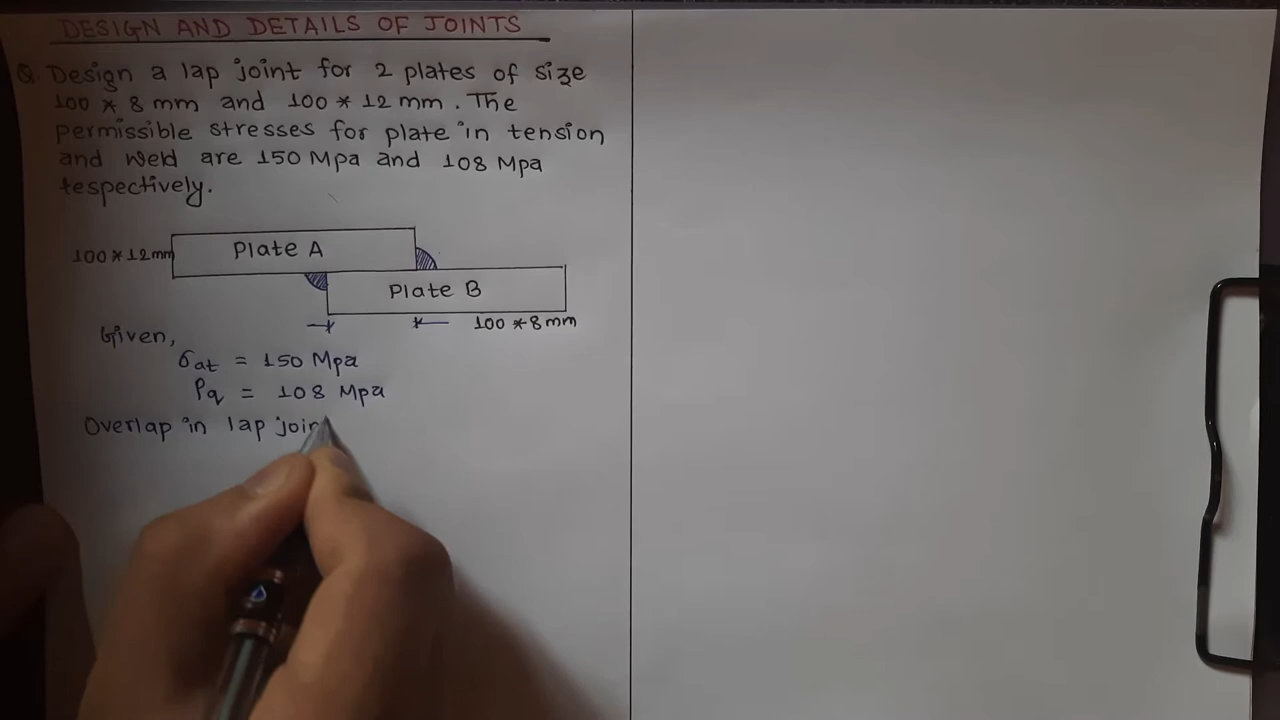 DESIGN AND DETAILS OF JOINTS
Q. Design a lap joint for 2 plates of size
100 * 8 mm and 100 * 12 mm. The
permissible stresses for plate in tension
and weld are 150 Mpa and 108 Mpa
respectively.
100 * 12mm
Plate A
Plate B
100 * 8 mm
Given,
σat = 150 Mpa
Pq = 108 Mpa
Overlap in lap join